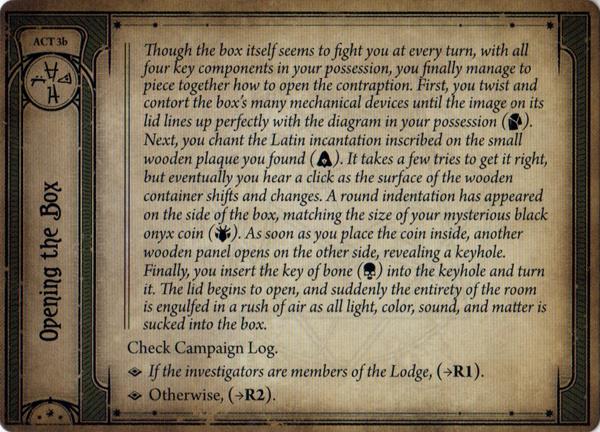 ACT 3b
Opening the Box
Though the box itself seems to fight you at every turn, with all
four key components in your possession, you finally manage to
piece together how to open the contraption. First, you twist and
contort the box's many mechanical devices until the image on its
lid lines up perfectly with the diagram in your possession ( ).
Next, you chant the Latin incantation inscribed on the small
wooden plaque you found ( ). It takes a few tries to get it right,
but eventually you hear a click as the surface of the wooden
container shifts and changes. A round indentation has appeared
on the side of the box, matching the size of your mysterious black
onyx coin ( ). As soon as you place the coin inside, another
wooden panel opens on the other side, revealing a keyhole.
Finally, you insert the key of bone ( ) into the keyhole and turn
it. The lid begins to open, and suddenly the entirety of the room
is engulfed in a rush of air as all light, color, sound, and matter is
sucked into the box.
Check Campaign Log.
If the investigators are members of the Lodge, (→R1).
Otherwise, (→R2).